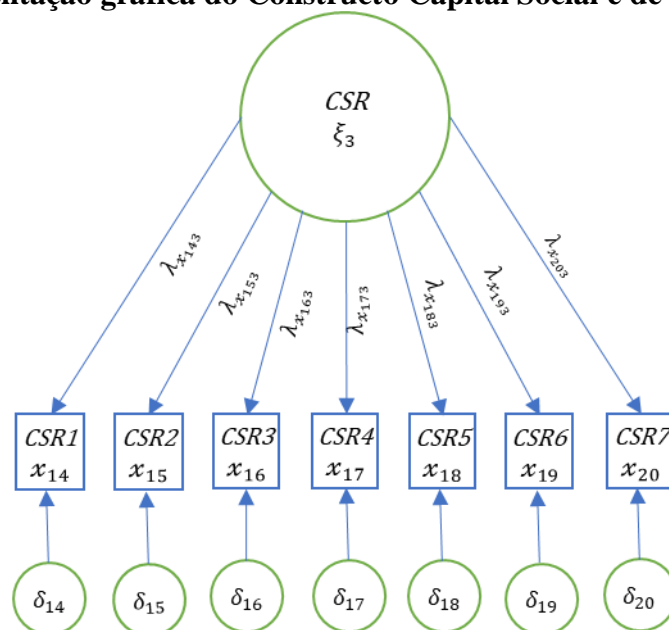 ntação gráfica do Constructo Capital Social e de
CSR
ξ₃
λₓ₁₄₃
λₓ₁₅₃
λₓ₁₆₃
λₓ₁₇₃
λₓ₁₈₃
λₓ₁₉₃
λₓ₂₀₃
CSR1 CSR2 CSR3 CSR4 CSR5 CSR6 CSR7
x₁₄ x₁₅ x₁₆ x₁₇ x₁₈ x₁₉ x₂₀
δ₁₄ δ₁₅ δ₁₆ δ₁₇ δ₁₈ δ₁₉ δ₂₀